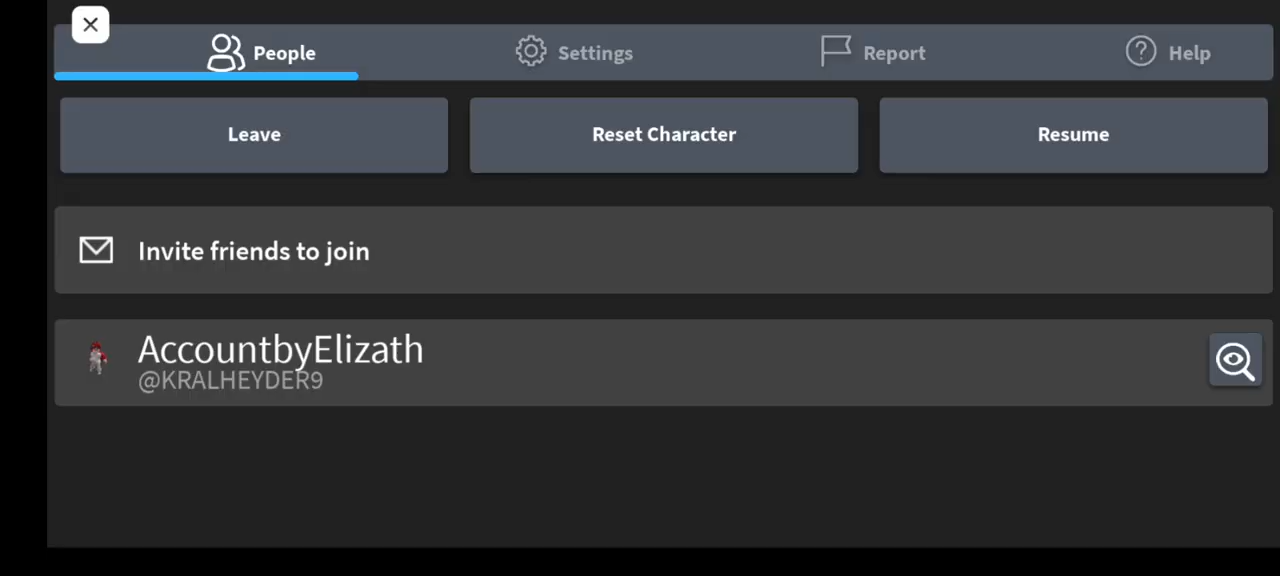 People
Settings
Report
Help
Leave
Reset Character
Resume
Invite friends to join
AccountbyElizath
@KRALHEYDER9